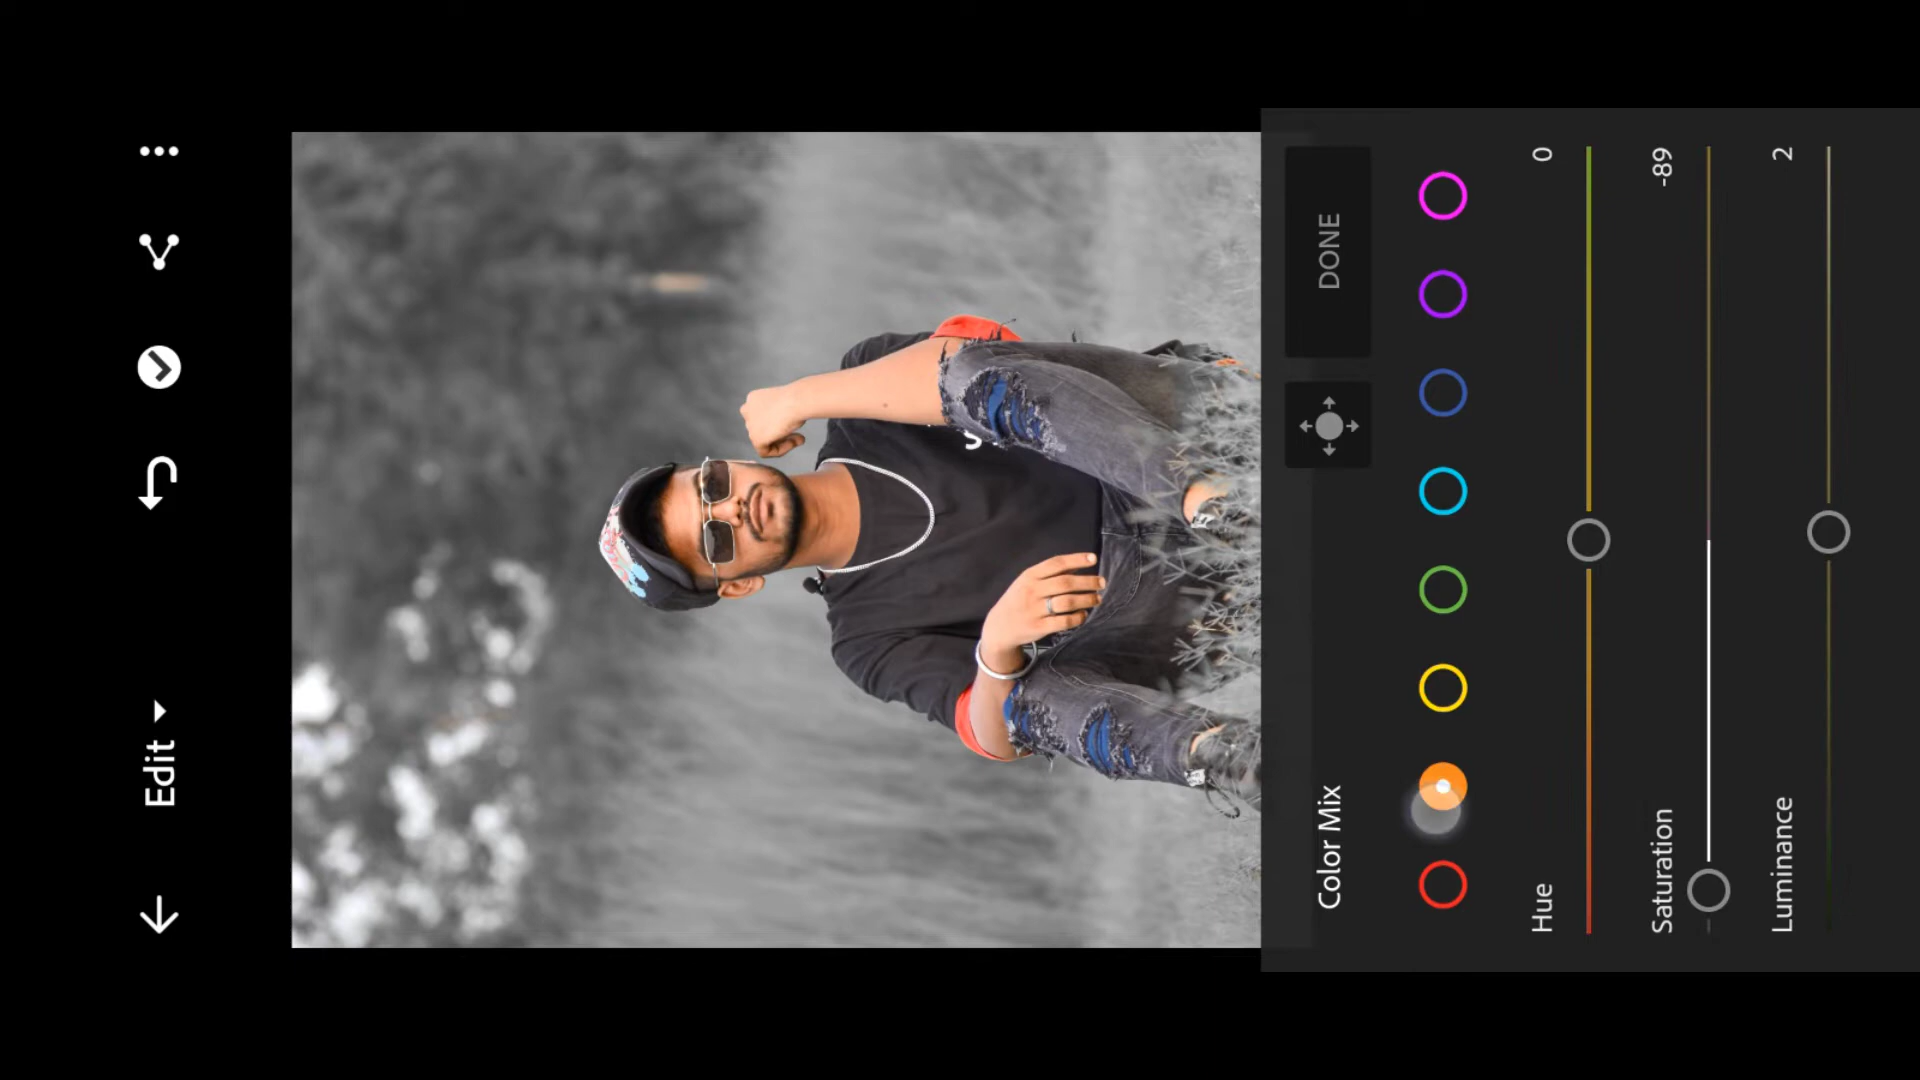 Edit
DONE
Color Mix
Hue
0
Saturation
-89
Luminance
2